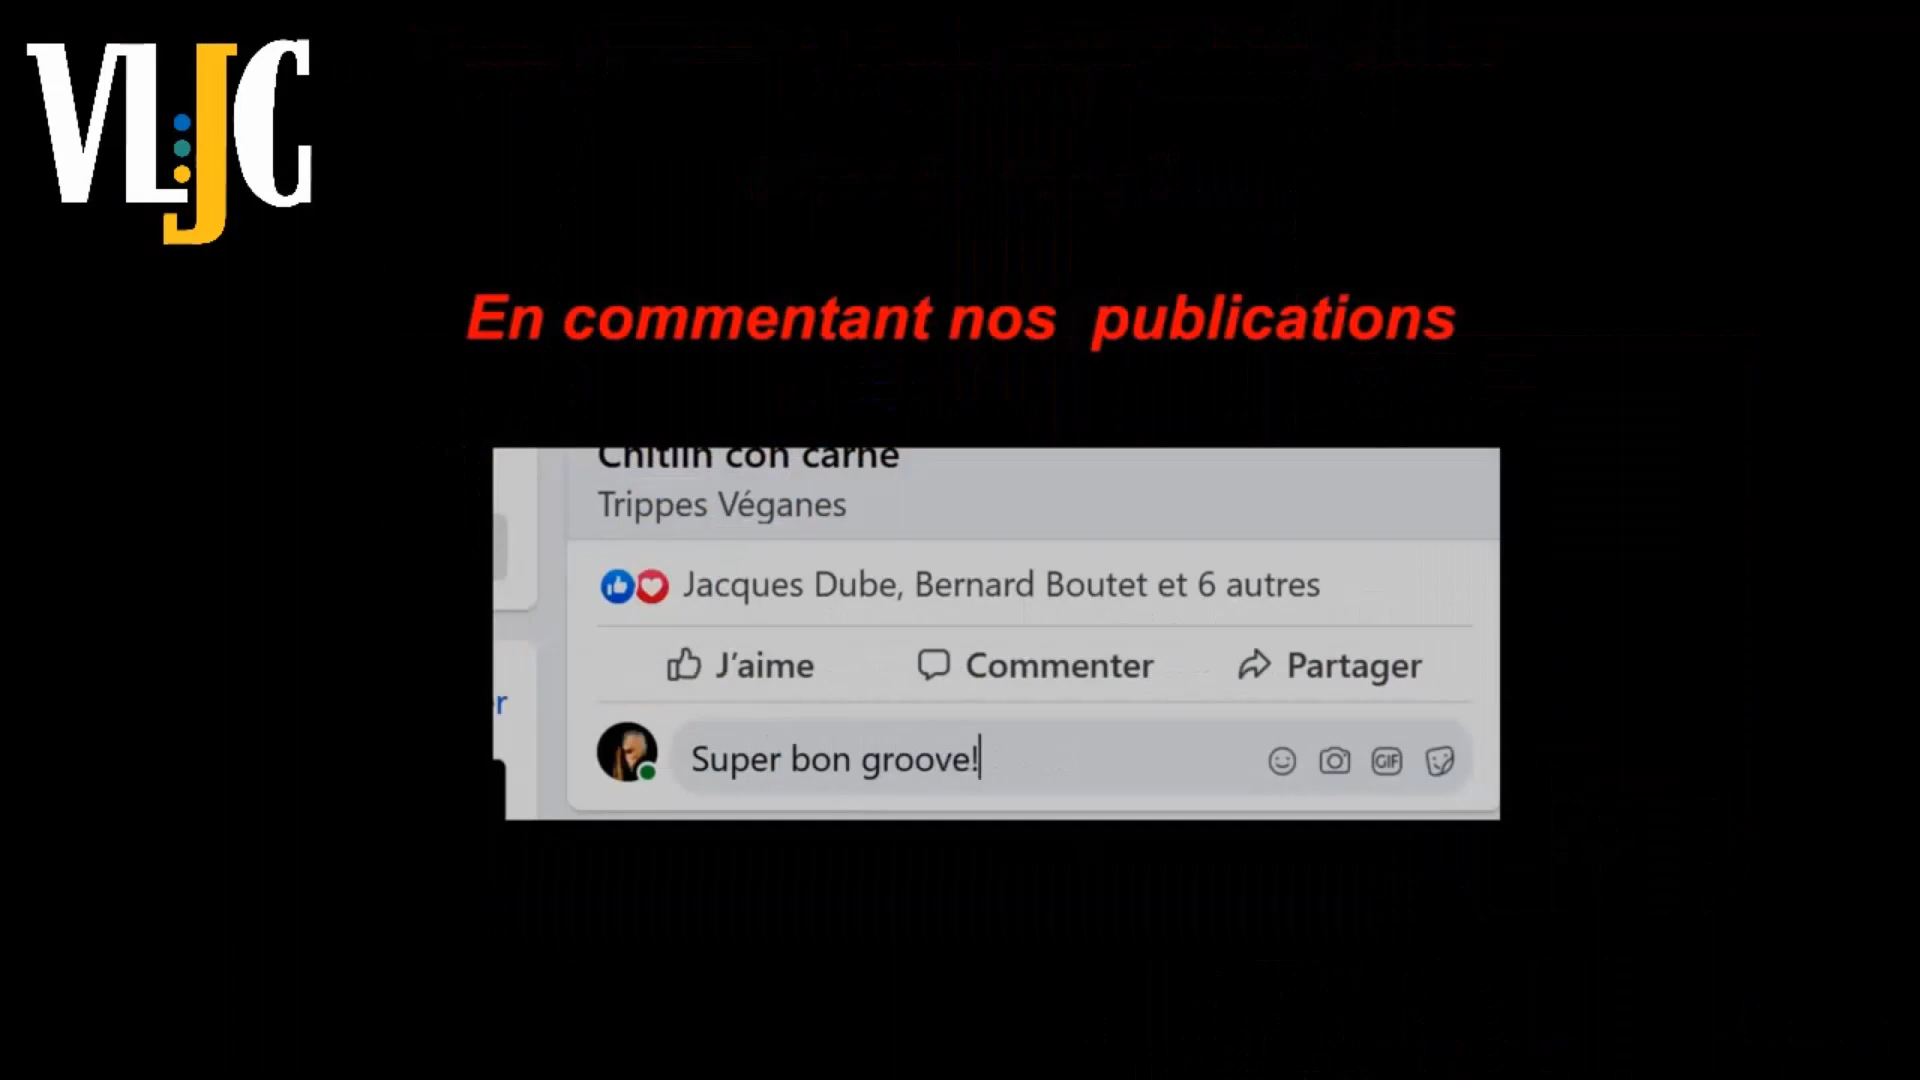 VLJC
En commentant nos publications
Chitlin con carne
Trippes Véganes
Jacques Dube, Bernard Boutet et 6 autres
J'aime Commenter Partager
r
Super bon groove! GIF